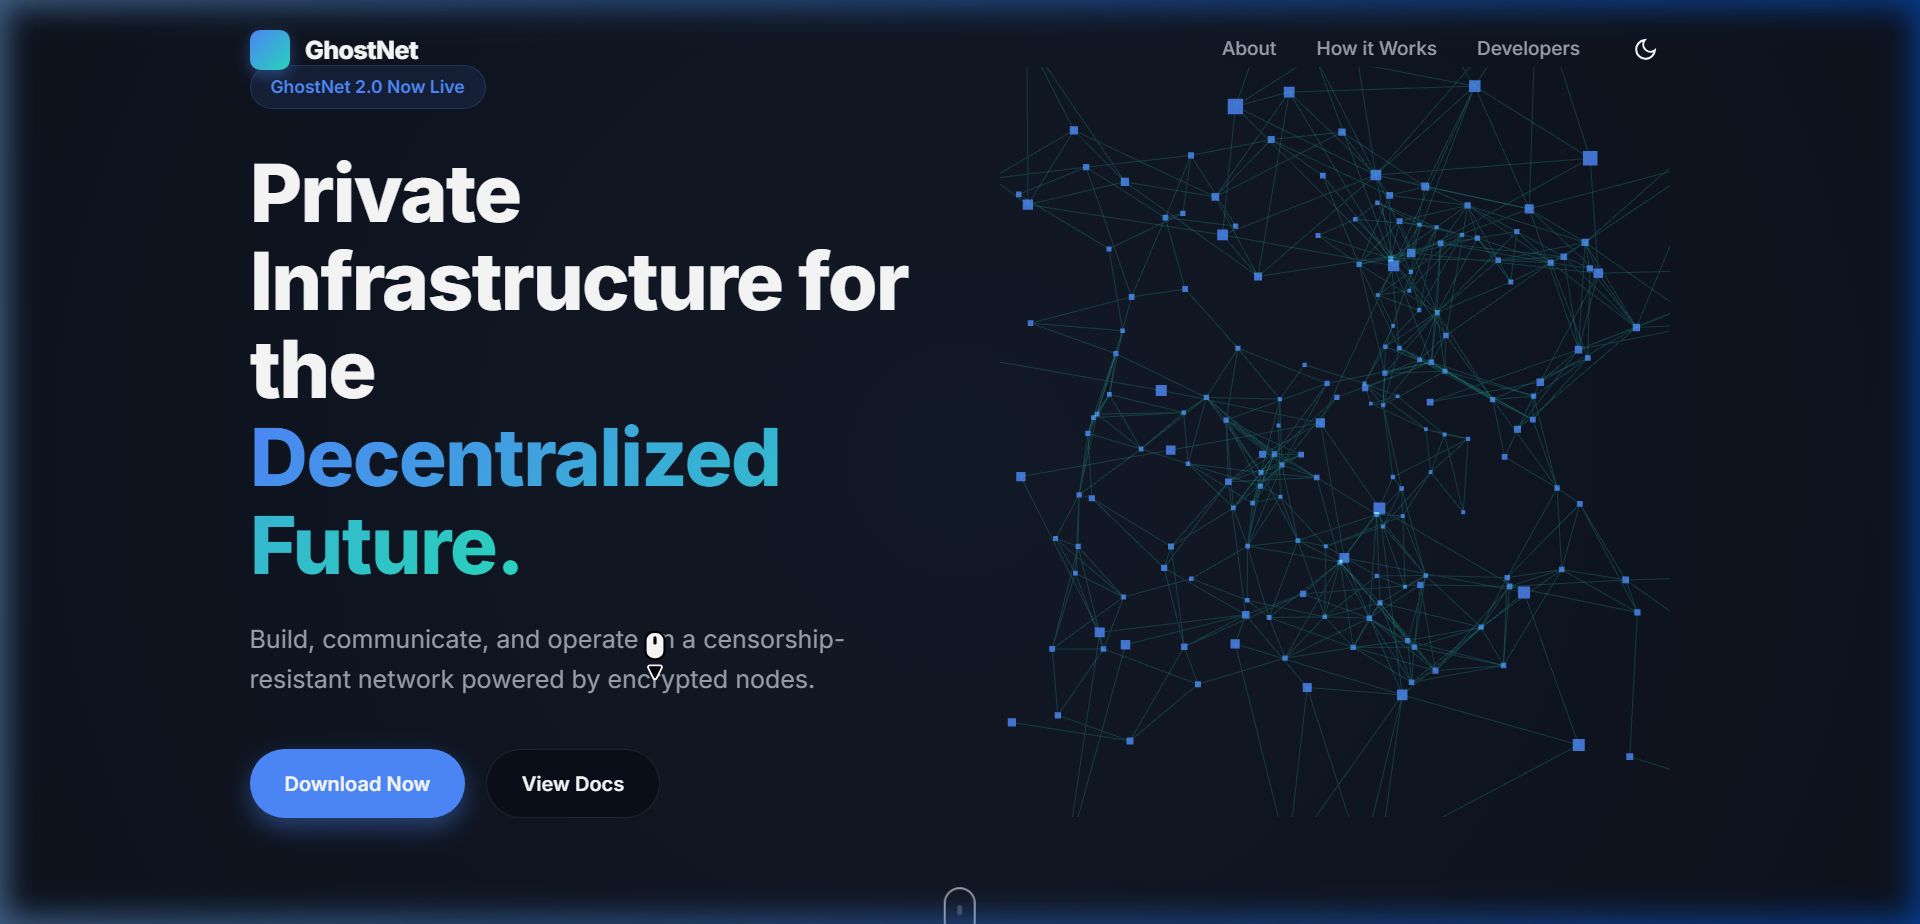 GhostNet
About
How it Works
Developers
GhostNet 2.0 Now Live
Private
Infrastructure for
the
Decentralized
Future.
Build, communicate, and operate on a censorship-
resistant network powered by encrypted nodes.
Download Now
View Docs